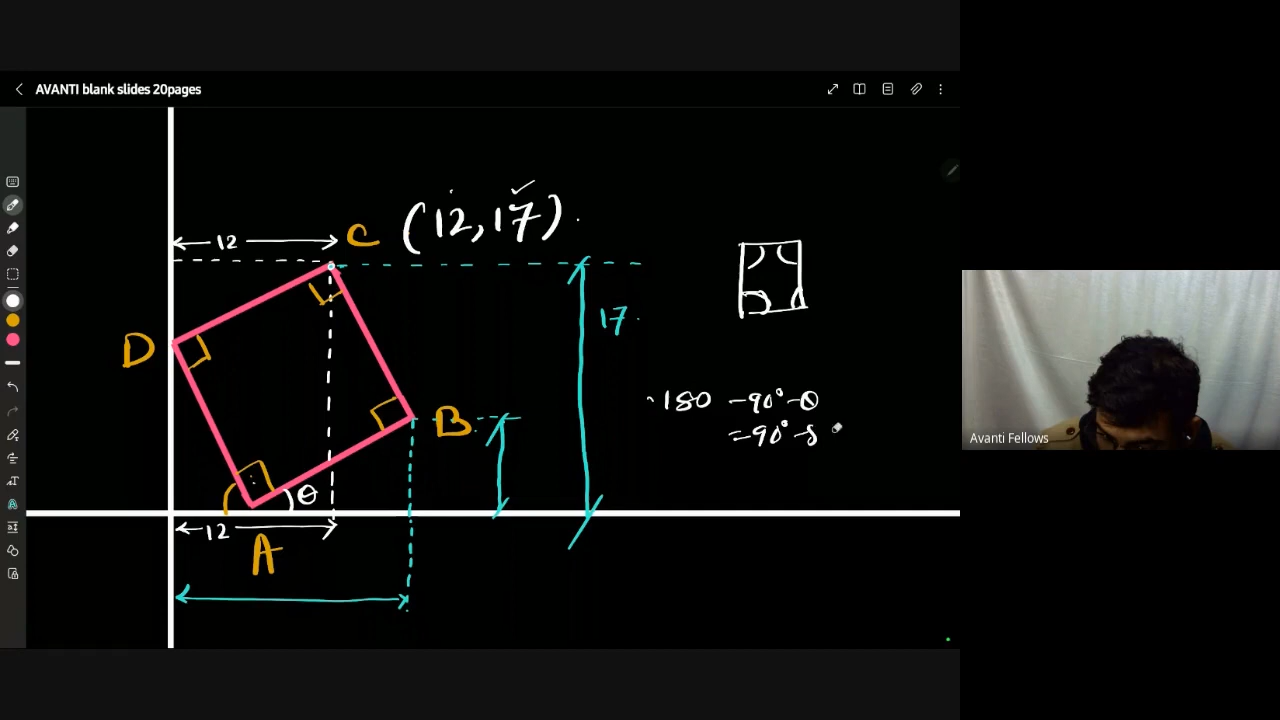 AVANTI blank slides 20pages
12
C (12,17)
17
D
B
180 -90°-θ
=90°-
θ
12
A
Avanti Fellows